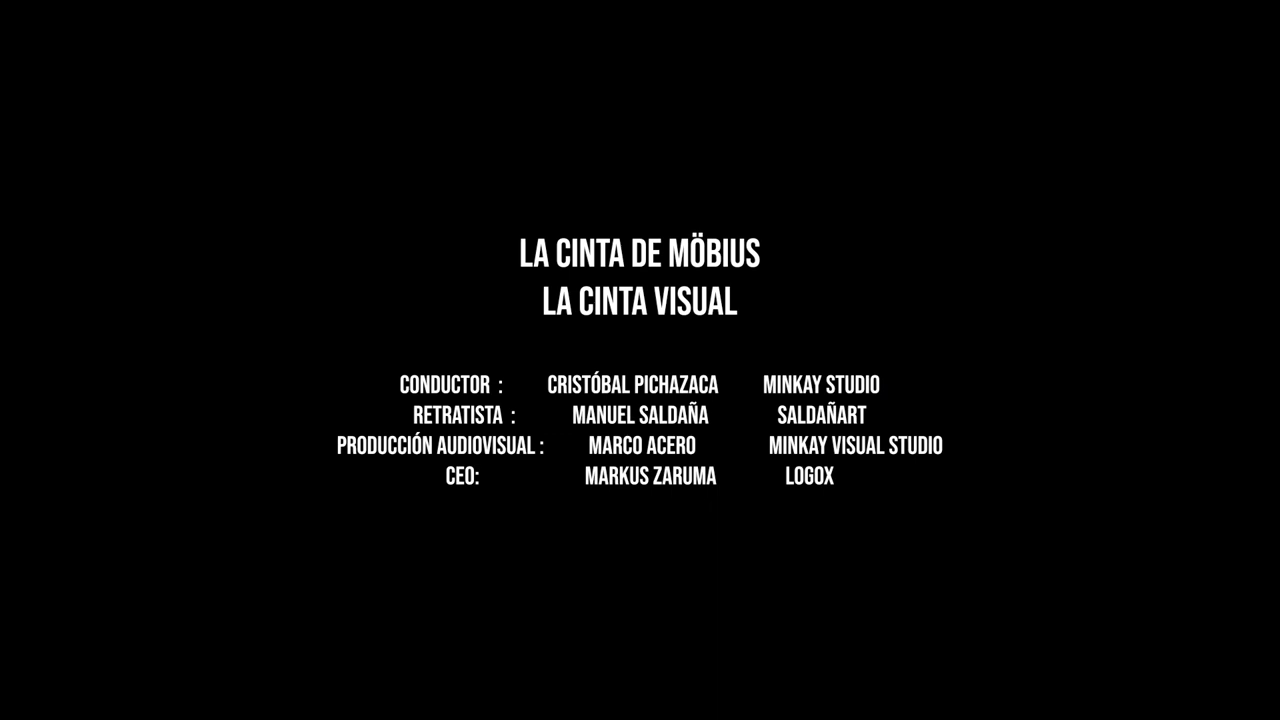 LA CINTA DE MÖBIUS
LA CINTA VISUAL
CONDUCTOR : CRISTÓBAL PICHAZACA MINKAY STUDIO
RETRATISTA : MANUEL SALDAÑA SALDAÑART
PRODUCCIÓN AUDIOVISUAL : MARCO ACERO MINKAY VISUAL STUDIO
CEO: MARKUS ZARUMA LOGOX